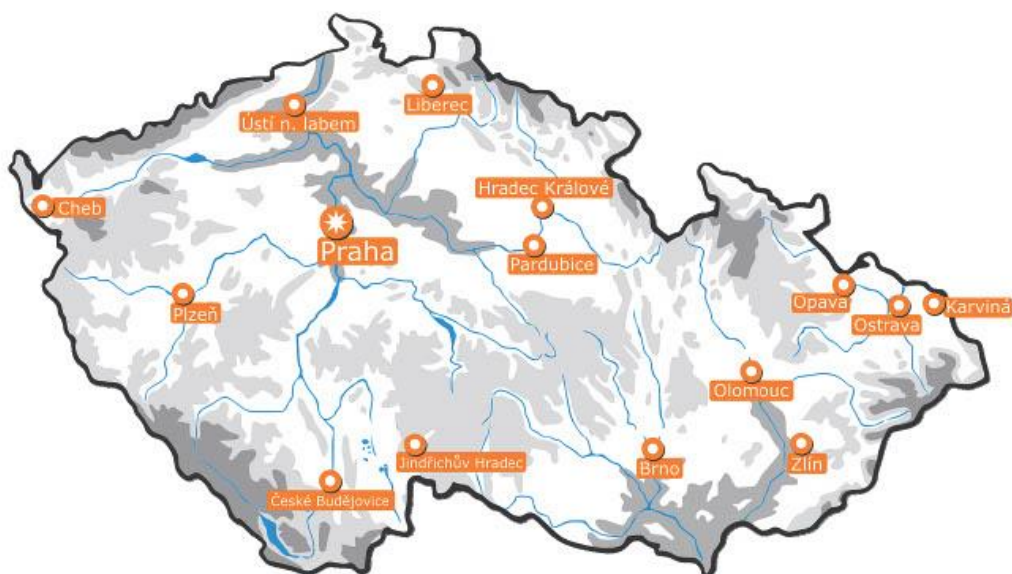 Liberec
Ústí n. labem
Hradec Králové
Cheb
Praha
Pardubice
Plzeň
Opava
Ostrava
Karviná
Olomouc
Jindřichův Hradec
Brno
Zlín
České Budějovice